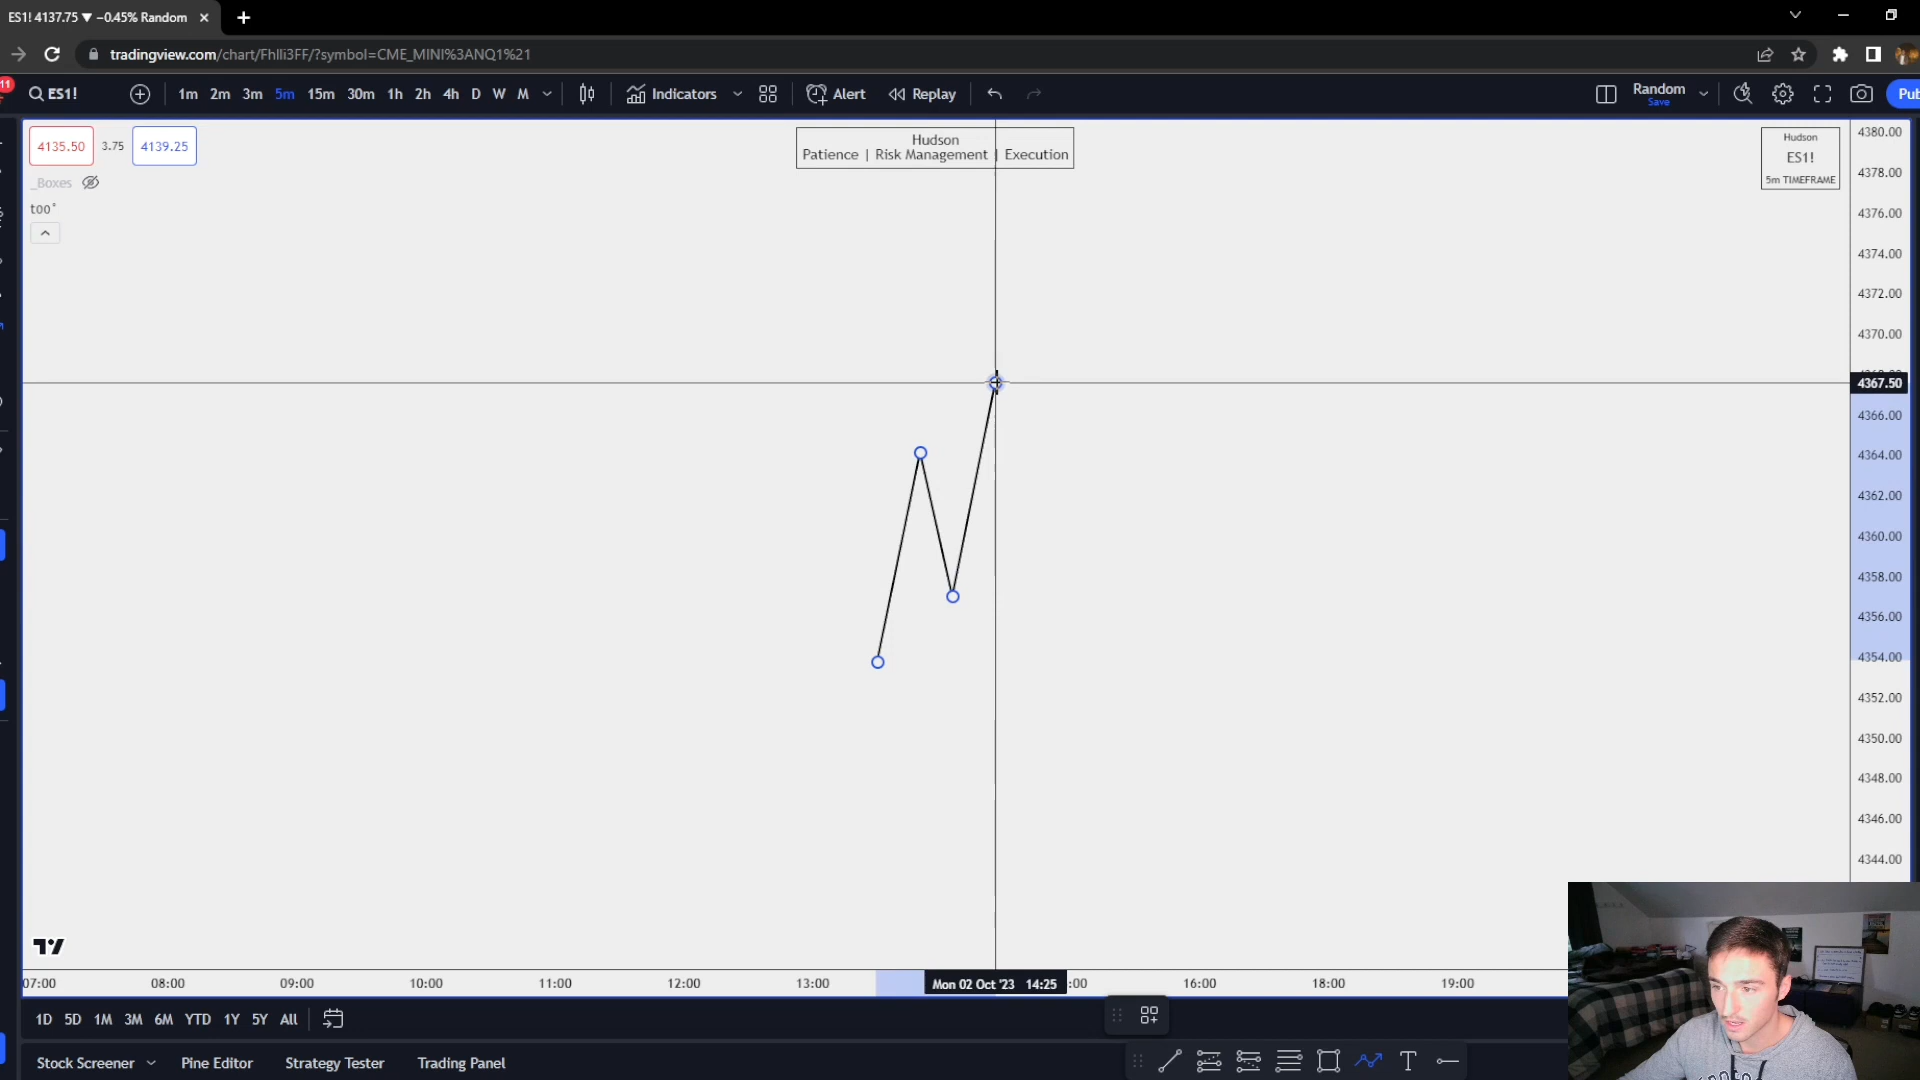 ES1! 4137.75 ▼ −0.45% Random
tradingview.com/chart/Fhlli3FF/?symbol=CME_MINI%3ANQ1%21
11
ES1!
1m 2m 3m 5m 15m 30m 1h 2h 4h D W M
Indicators
Alert
Replay
Random
Save
Pub
4135.50 3.75 4139.25
_Boxes
too*
Hudson
Patience | Risk Management | Execution
Hudson
ES1!
5m TIMEFRAME
4380.00
4378.00
4376.00
4374.00
4372.00
4370.00
4367.50
4366.00
4364.00
4362.00
4360.00
4358.00
4356.00
4354.00
4352.00
4350.00
4348.00
4346.00
4344.00
07:00 08:00 09:00 10:00 11:00 12:00 13:00 Mon 02 Oct '23 14:25 :00 16:00 18:00 19:00
1D 5D 1M 3M 6M YTD 1Y 5Y All
Stock Screener Pine Editor Strategy Tester Trading Panel